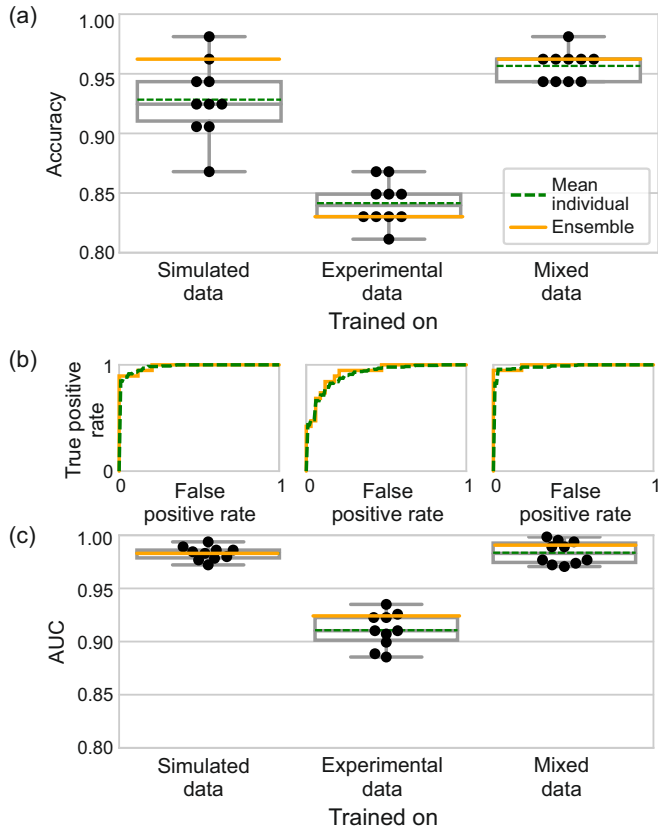 (a)
Accuracy
1.00
0.95
0.90
0.85
0.80
Mean
individual
Ensemble
Simulated
data
Experimental
data
Mixed
data
Trained on
(b)
True positive
rate
1
0
0
1
0
1
0
1
False
positive rate
False
positive rate
False
positive rate
(c)
AUC
1.00
0.95
0.90
0.85
0.80
Simulated
data
Experimental
data
Mixed
data
Trained on